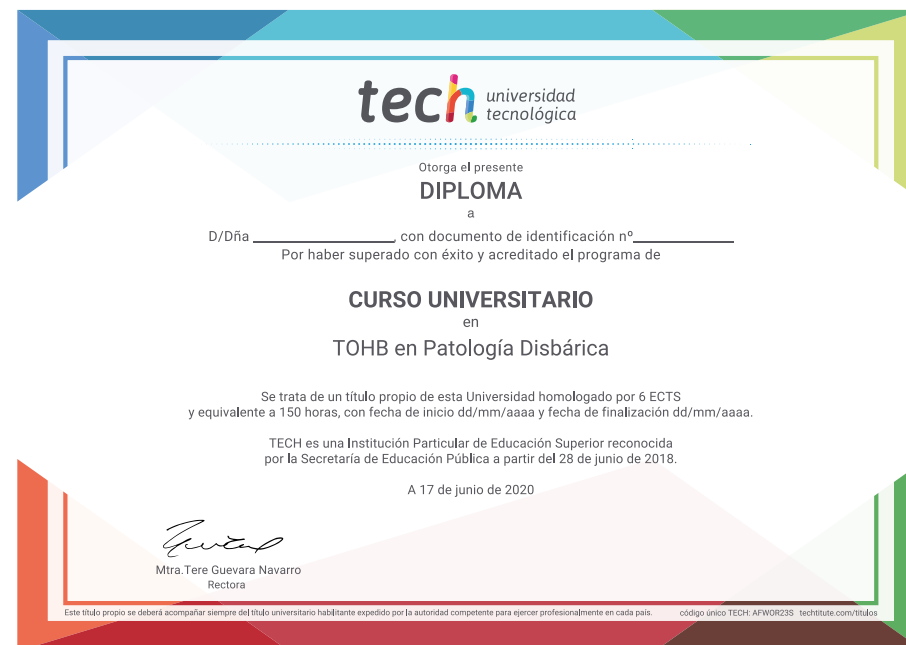 tech universidad
tecnológica
Otorga el presente
DIPLOMA
a
D/Dña , con documento de identificación nº
Por haber superado con éxito y acreditado el programa de
CURSO UNIVERSITARIO
en
TOHB en Patología Disbárica
Se trata de un título propio de esta Universidad homologado por 6 ECTS
y equivalente a 150 horas, con fecha de inicio dd/mm/aaaa y fecha de finalización dd/mm/aaaa.
TECH es una Institución Particular de Educación Superior reconocida
por la Secretaría de Educación Pública a partir del 28 de junio de 2018.
A 17 de junio de 2020
Mtra.Tere Guevara Navarro
Rectora
Este título propio se deberá acompañar siempre del título universitario habilitante expedido por la autoridad competente para ejercer profesionalmente en cada país. código único TECH: AFWOR23S techtitute.com/titulos